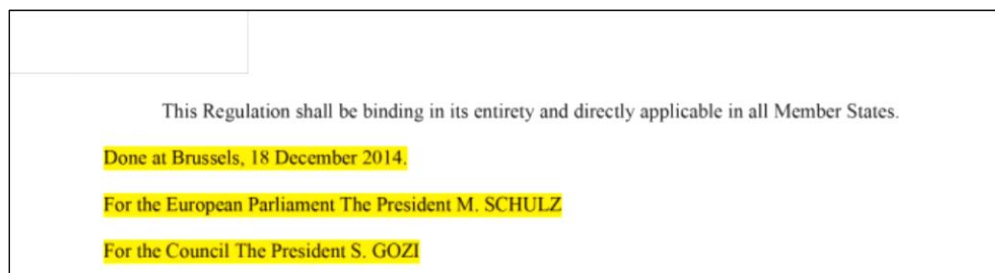 This Regulation shall be binding in its entirety and directly applicable in all Member States.
Done at Brussels, 18 December 2014.
For the European Parliament The President M. SCHULZ
For the Council The President S. GOZI